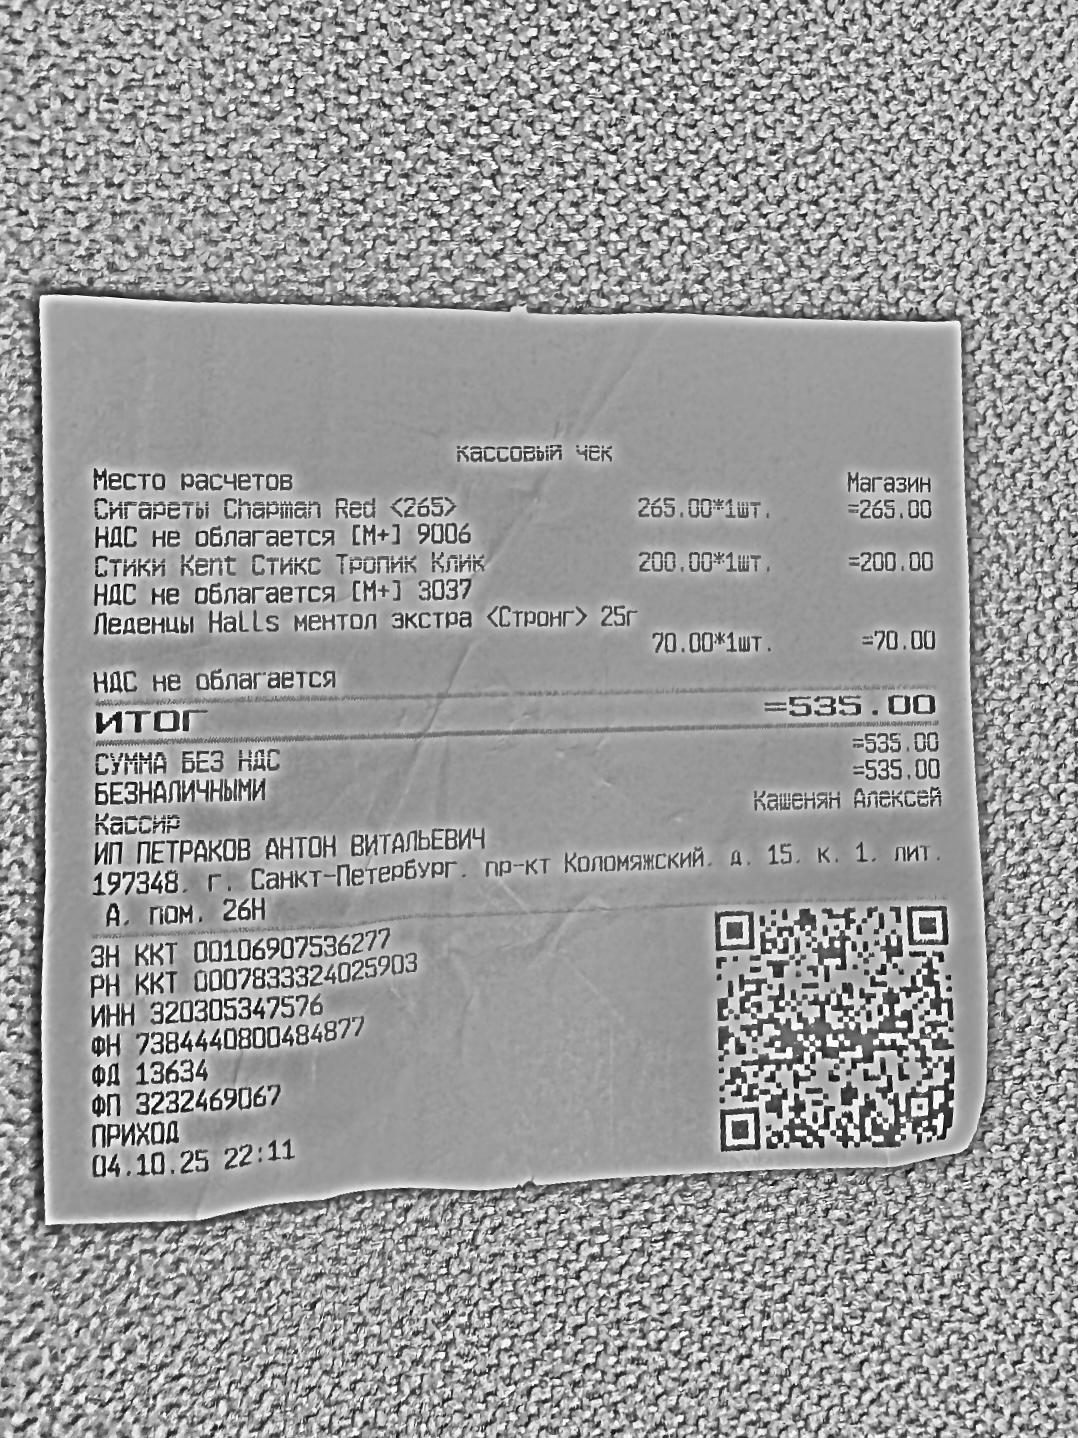 Кассовый чек
Место расчетов Магазин
Сигареты Chapman Red <265> 265.00*1шт. =265.00
НДС не облагается [М+] 9006
Стики Kent Стикс Тропик Клик 200.00*1шт. =200.00
НДС не облагается [М+] 3037
Леденцы Halls ментол экстра <Стронг> 25г
70.00*1шт. =70.00
НДС не облагается
ИТОГ =535.00
СУММА БЕЗ НДС =535.00
БЕЗНАЛИЧНЫМИ =535.00
Кассир Кашенян Алексей
ИП ПЕТРАКОВ АНТОН ВИТАЛЬЕВИЧ
197348, г. Санкт-Петербург, пр-кт Коломяжский, д. 15, к. 1, лит.
А, пом. 26Н
ЗН ККТ 00106907536277
РН ККТ 0007833324025903
ИНН 320305347576
ФН 7384440800484877
ФД 13634
ФП 3232469067
ПРИХОД
04.10.25 22:11